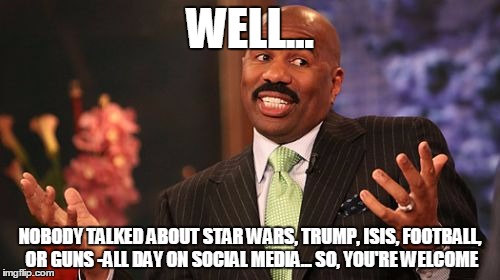 WELL...
NOBODY TALKED ABOUT STAR WARS, TRUMP, ISIS, FOOTBALL,
OR GUNS -ALL DAY ON SOCIAL MEDIA... SO, YOU'RE WELCOME
imgflip.com